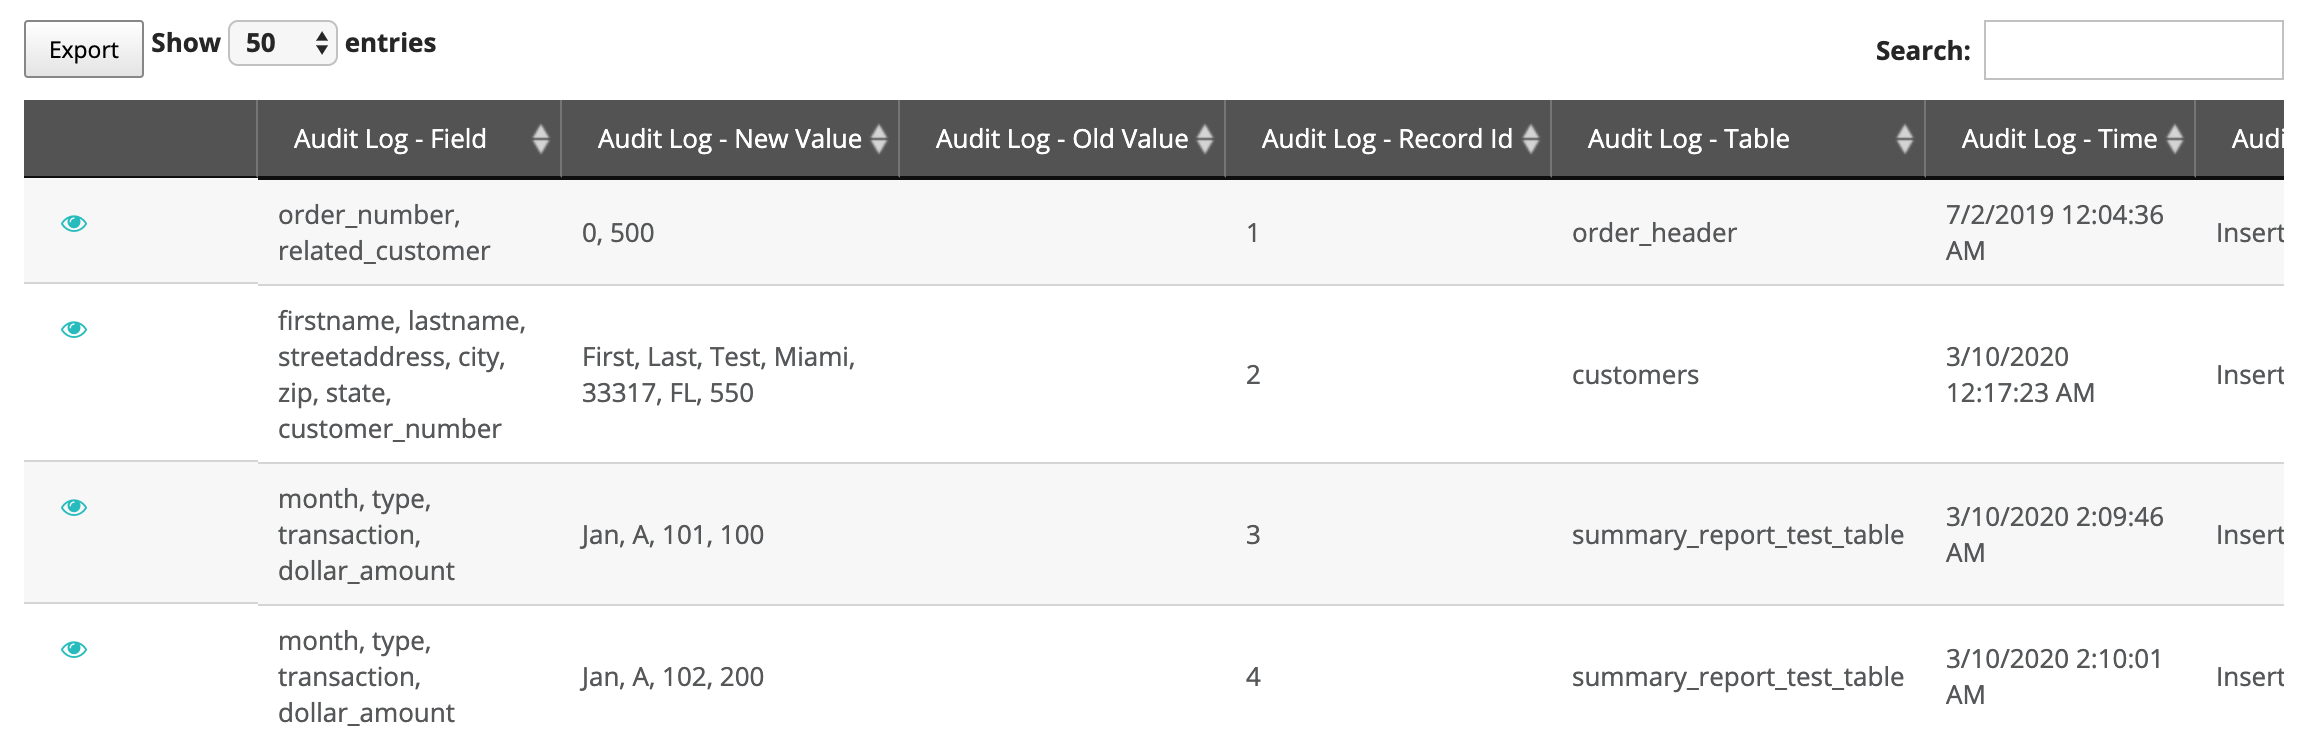 Export Show 50 entries Search:
Audit Log - Field Audit Log - New Value Audit Log - Old Value Audit Log - Record Id Audit Log - Table Audit Log - Time Audi
order_number,
related_customer
0, 500
1
order_header
7/2/2019 12:04:36
AM
Insert
firstname, lastname,
streetaddress, city,
zip, state,
customer_number
First, Last, Test, Miami,
33317, FL, 550
2
customers
3/10/2020
12:17:23 AM
Insert
month, type,
transaction,
dollar_amount
Jan, A, 101, 100
3
summary_report_test_table
3/10/2020 2:09:46
AM
Insert
month, type,
transaction,
dollar_amount
Jan, A, 102, 200
4
summary_report_test_table
3/10/2020 2:10:01
AM
Insert